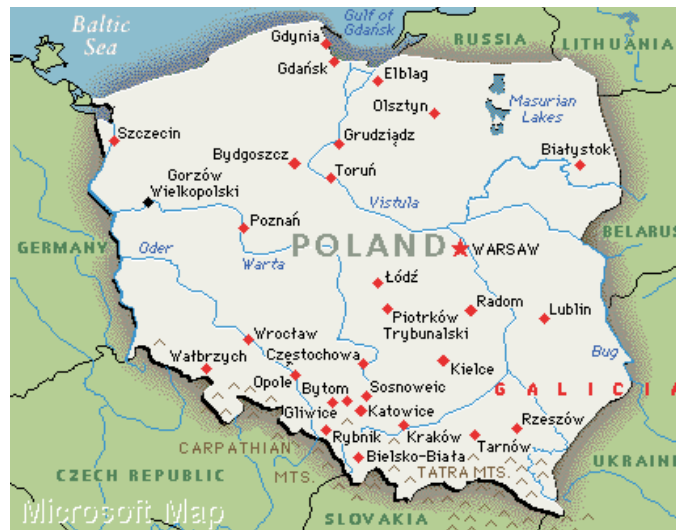 Baltic
Sea
Gulf of
Gdańsk
RUSSIA
LITHUANIA
Gdynia
Gdańsk
Elblag
Olsztyn
Masurian
Lakes
Szczecin
Grudziądz
Bydgoszcz
Białystok
Gorzów
Wielkopolski
Toruń
Vistula
Poznań
BELARUS
GERMANY
Oder
Warta
POLAND
WARSAW
Łódź
Piotrków
Trybunalski
Radom
Lublin
Wrocław
Bug
Wałbrzych
Częstochowa
Kielce
Opole
Bytom
Sosnoweic
GALICIA
Gliwice
Katowice
Rzeszów
Rybnik
Kraków
Tarnów
CARPATHIAN
MTS.
Bielsko-Biała
TATRA MTS.
UKRAINE
CZECH REPUBLIC
SLOVAKIA
Microsoft Map